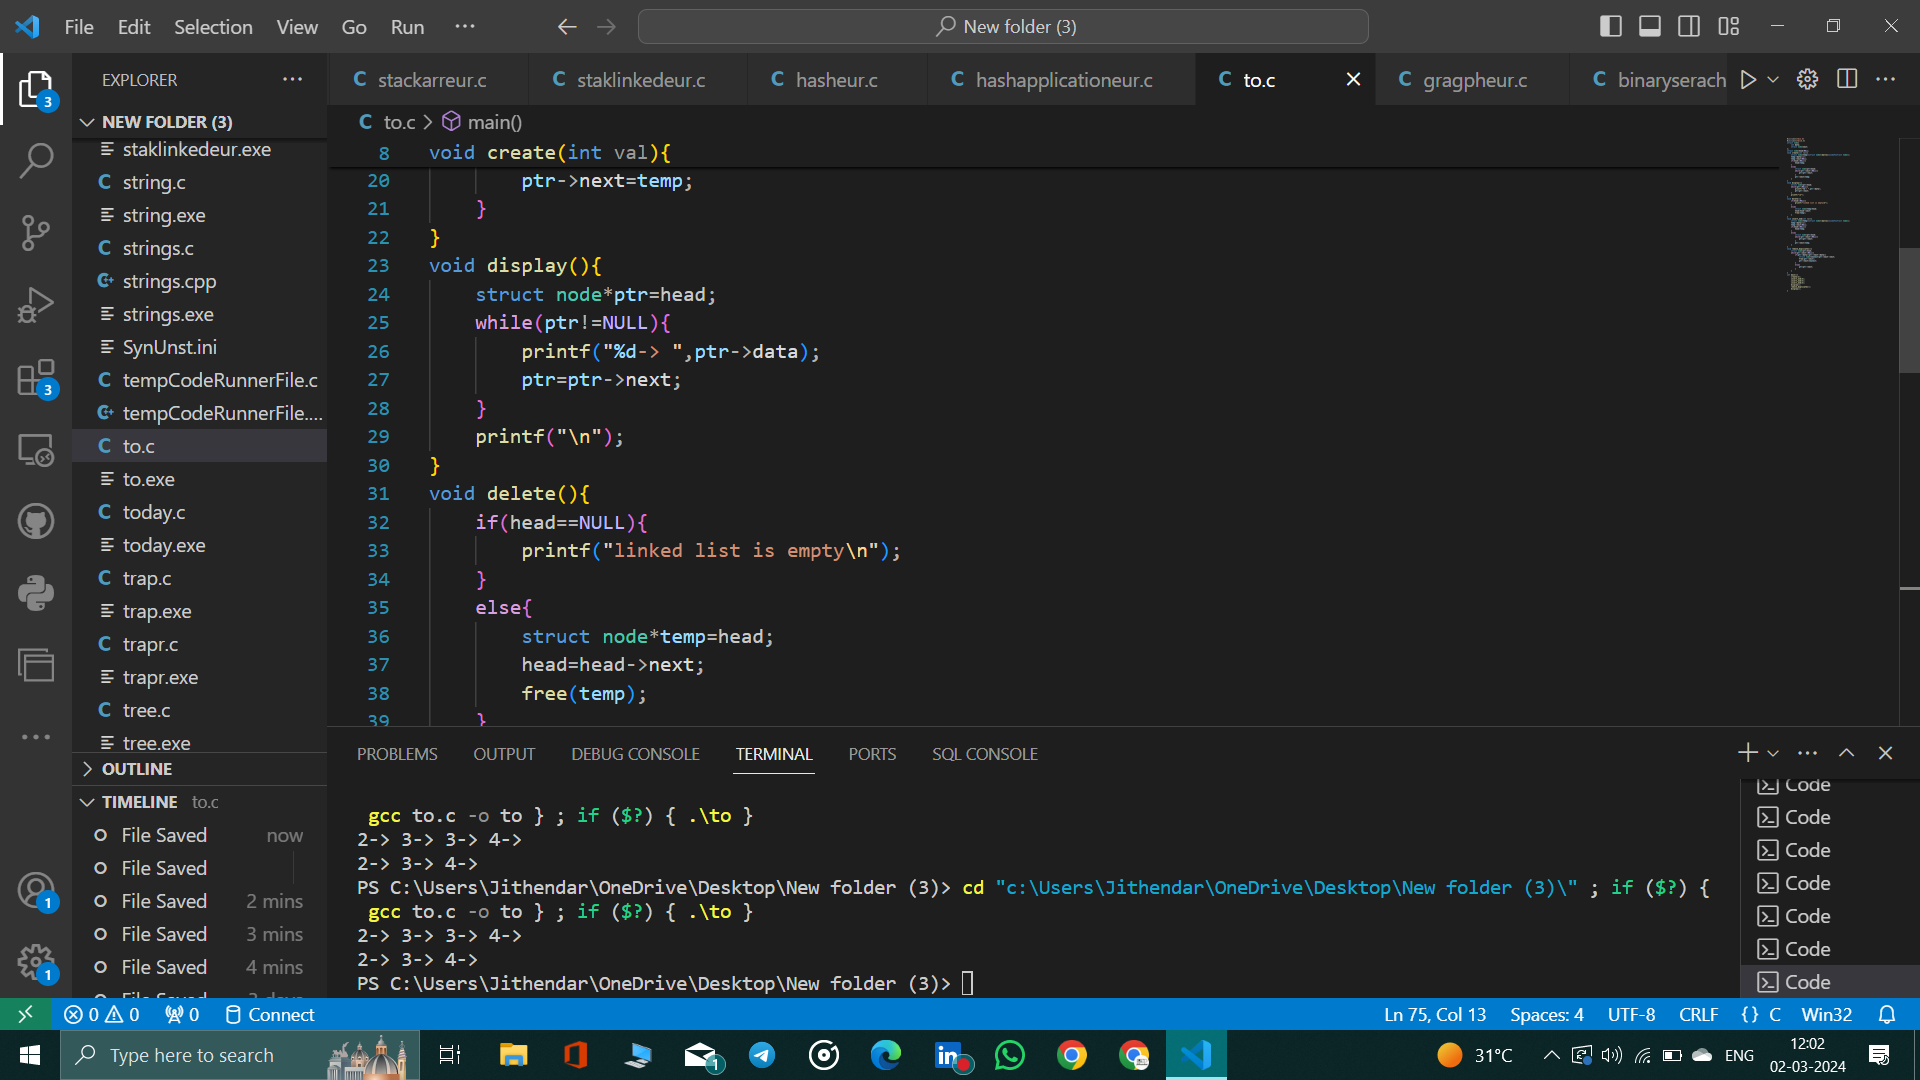 File Edit Selection View Go Run ··· New folder (3)
EXPLORER ···
NEW FOLDER (3)
staklinkedeur.exe
string.c
string.exe
strings.c
strings.cpp
strings.exe
SynUnst.ini
tempCodeRunnerFile.c
tempCodeRunnerFile....
to.c
to.exe
today.c
today.exe
trap.c
trap.exe
trapr.c
trapr.exe
tree.c
tree.exe
OUTLINE
TIMELINE to.c
File Saved now
File Saved
File Saved 2 mins
File Saved 3 mins
File Saved 4 mins
3
3
1
1
stackarreur.c staklinkedeur.c hasheur.c hashapplicationeur.c to.c gragpheur.c binaryserach
to.c > main()
8 void create(int val){
20 ptr->next=temp;
21 }
22 }
23 void display(){
24 struct node*ptr=head;
25 while(ptr!=NULL){
26 printf("%d-> ",ptr->data);
27 ptr=ptr->next;
28 }
29 printf("\n");
30 }
31 void delete(){
32 if(head==NULL){
33 printf("linked list is empty\n");
34 }
35 else{
36 struct node*temp=head;
37 head=head->next;
38 free(temp);
39 }
PROBLEMS OUTPUT DEBUG CONSOLE TERMINAL PORTS SQL CONSOLE
gcc to.c -o to } ; if ($?) { .\to }
2-> 3-> 3-> 4->
2-> 3-> 4->
PS C:\Users\Jithendar\OneDrive\Desktop\New folder (3)> cd "c:\Users\Jithendar\OneDrive\Desktop\New folder (3)\" ; if ($?) {
gcc to.c -o to } ; if ($?) { .\to }
2-> 3-> 3-> 4->
2-> 3-> 4->
PS C:\Users\Jithendar\OneDrive\Desktop\New folder (3)>
Code
Code
Code
Code
Code
Code
Code
0 0 0 Connect Ln 75, Col 13 Spaces: 4 UTF-8 CRLF {} C Win32
Type here to search 1 31°C ENG 12:02
02-03-2024